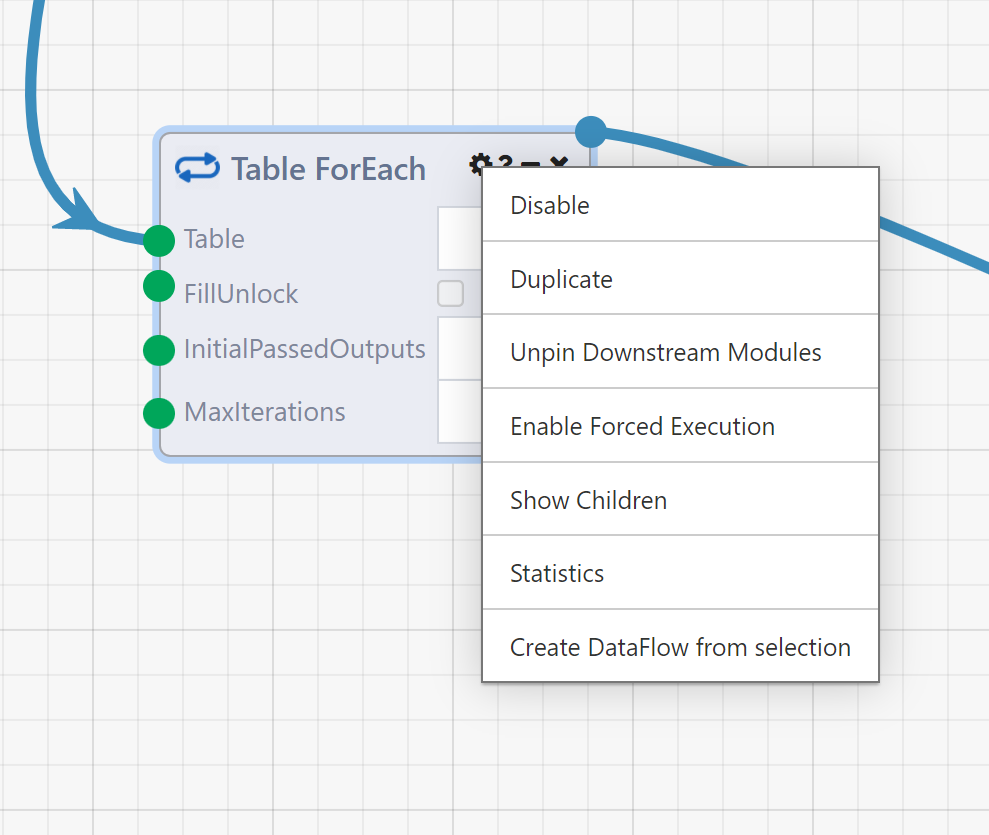 Table ForEach ?
Table
FillUnlock
InitialPassedOutputs
MaxIterations
Disable
Duplicate
Unpin Downstream Modules
Enable Forced Execution
Show Children
Statistics
Create DataFlow from selection